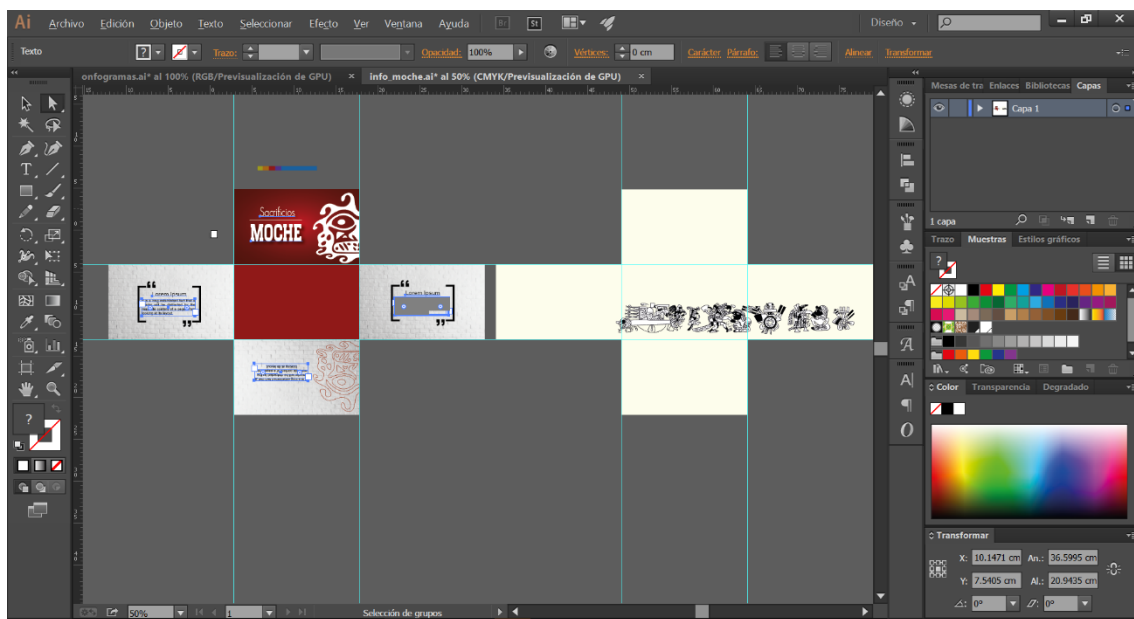 Ai Archivo Edición Objeto Texto Seleccionar Efecto Ver Ventana Ayuda Br St Diseño
Texto ? Trazo: Opacidad: 100% Vértices: 0 cm Carácter Párrafo: Alinear Transformar
onfogramas.ai* al 100% (RGB/Previsualización de GPU) × info_moche.ai* al 50% (CMYK/Previsualización de GPU) ×
Mesas de tra Enlaces Bibliotecas Capas
Capa 1
Sacrificios
MOCHE
1 capa
Trazo Muestras Estilos gráficos
?
Lorem Ipsum
Lorem Ipsum
Color Transparencia Degradado
?
Transformar
X: 10.1471 cm An.: 36.5995 cm
Y: 7.5405 cm Al.: 20.9435 cm
0° 0°
50% 1 Selección de grupos